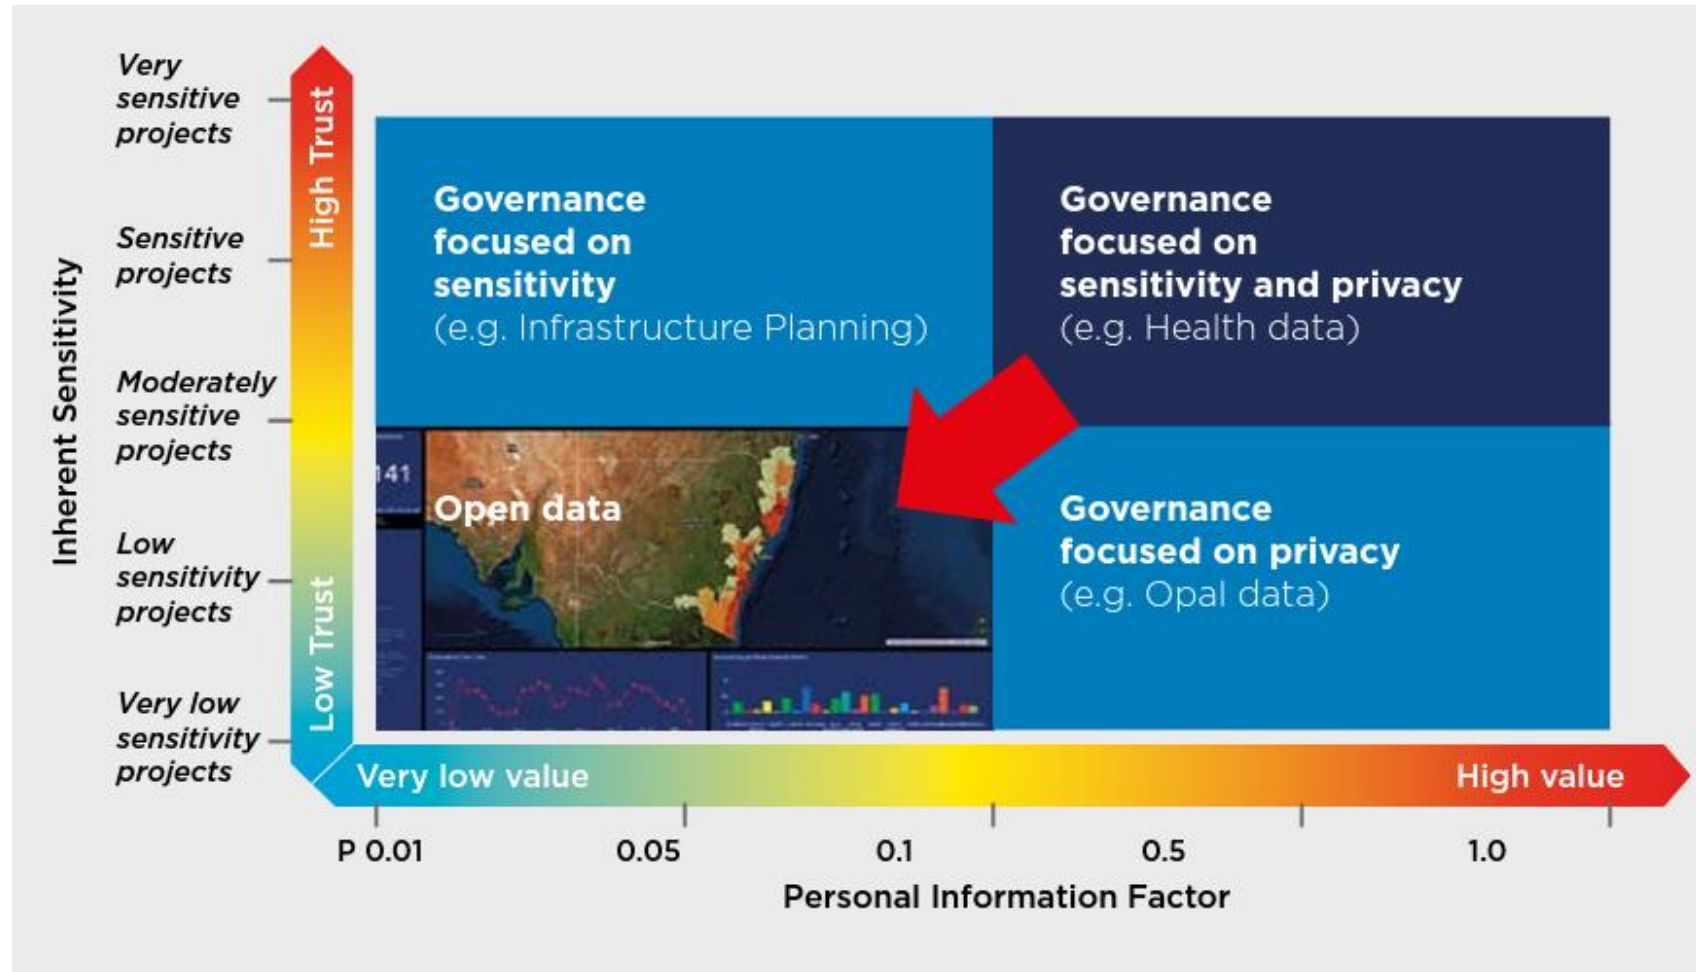 Very
sensitive
projects
Sensitive
projects
Moderately
sensitive
projects
Low
sensitivity
projects
Very low
sensitivity
projects
Inherent Sensitivity
High Trust
Low Trust
Governance
focused on
sensitivity
(e.g. Infrastructure Planning)
Governance
focused on
sensitivity and privacy
(e.g. Health data)
141
Open data
Governance
focused on privacy
(e.g. Opal data)
Very low value
High value
P 0.01
0.05
0.1
0.5
1.0
Personal Information Factor